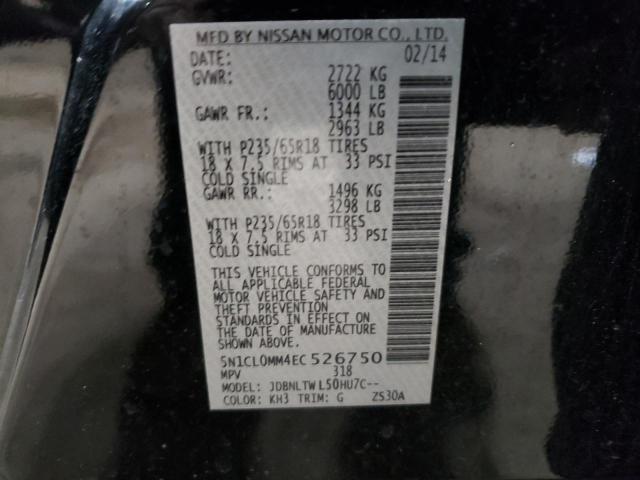 MFD BY NISSAN MOTOR CO., LTD.
DATE: 02/14
GVWR: 2722 KG
6000 LB
GAWR FR.: 1344 KG
2963 LB
WITH P235/65R18 TIRES
18 X 7.5 RIMS AT 33 PSI
COLD SINGLE
GAWR RR.: 1496 KG
3298 LB
WITH P235/65R18 TIRES
18 X 7.5 RIMS AT 33 PSI
COLD SINGLE
THIS VEHICLE CONFORMS TO
ALL APPLICABLE FEDERAL
MOTOR VEHICLE SAFETY AND
THEFT PREVENTION
STANDARDS IN EFFECT ON
THE DATE OF MANUFACTURE
SHOWN ABOVE.
5N1CL0MM4EC526750
MPV 318
MODEL: JDBNLTWL50HU7C--
COLOR: KH3 TRIM: G ZS30A